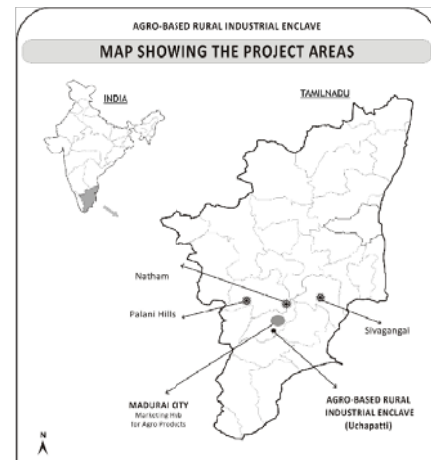 AGRO-BASED RURAL INDUSTRIAL ENCLAVE
MAP SHOWING THE PROJECT AREAS
INDIA
TAMILNADU
Natham
Palani Hills
Sivagangai
MADURAI CITY
Marketing Hub
for Agro Products
AGRO-BASED RURAL
INDUSTRIAL ENCLAVE
(Uchapatti)
N